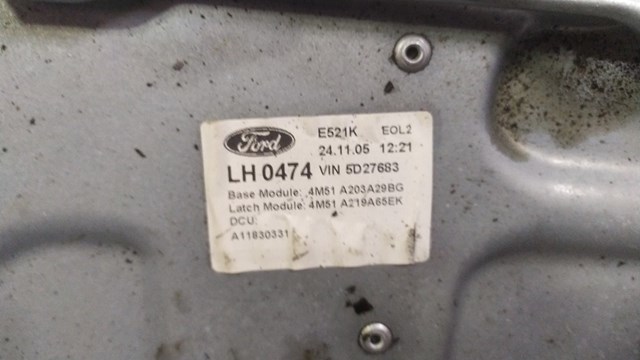 Ford E521K EOL2
24.11.05 12:21
LH 0474 VIN 5D27683
Base Module: 4M51 A203A29BG
Latch Module: 4M51 A219A65EK
DCU:
A11830331